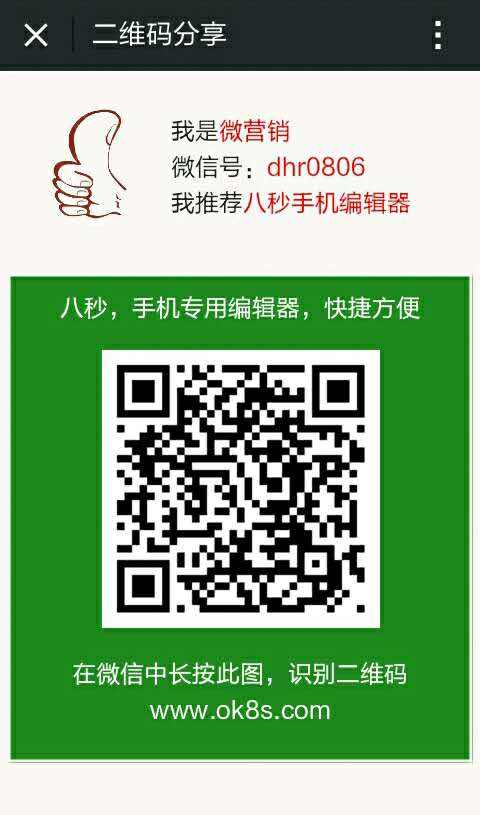 二维码分享
我是微营销
微信号：dhr0806
我推荐八秒手机编辑器
八秒，手机专用编辑器，快捷方便
在微信中长按此图，识别二维码
www.ok8s.com